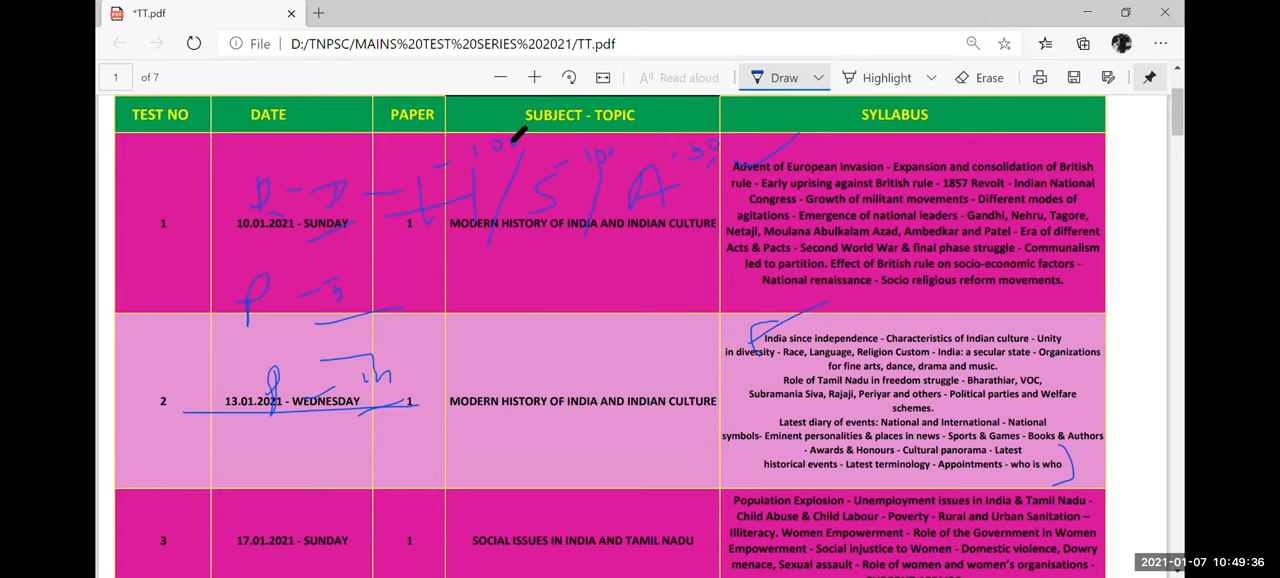 *TT.pdf
File D:/TNPSC/MAINS%20TEST%20SERIES%202021/TT.pdf
1 of 7 Read aloud Draw Highlight Erase
TEST NO DATE PAPER SUBJECT - TOPIC SYLLABUS
Advent of European invasion - Expansion and consolidation of British
rule - Early uprising against British rule - 1857 Revolt - Indian National
Congress - Growth of militant movements - Different modes of
agitations - Emergence of national leaders - Gandhi, Nehru, Tagore,
1 10.01.2021 - SUNDAY 1 MODERN HISTORY OF INDIA AND INDIAN CULTURE
Netaji, Moulana Abulkalam Azad, Ambedkar and Patel - Era of different
Acts & Pacts - Second World War & final phase struggle - Communalism
led to partition. Effect of British rule on socio-economic factors -
National renaissance - Socio religious reform movements.
India since independence - Characteristics of Indian culture - Unity
in diversity - Race, Language, Religion Custom - India: a secular state - Organizations
for fine arts, dance, drama and music.
Role of Tamil Nadu in freedom struggle - Bharathiar, VOC,
Subramania Siva, Rajaji, Periyar and others - Political parties and Welfare
2 13.01.2021 - WEDNESDAY 1 MODERN HISTORY OF INDIA AND INDIAN CULTURE
schemes.
Latest diary of events: National and International - National
symbols- Eminent personalities & places in news - Sports & Games - Books & Authors
- Awards & Honours - Cultural panorama - Latest
historical events - Latest terminology - Appointments - who is who
Population Explosion - Unemployment issues in India & Tamil Nadu -
Child Abuse & Child Labour - Poverty - Rural and Urban Sanitation –
Illiteracy. Women Empowerment - Role of the Government in Women
3 17.01.2021 - SUNDAY 1 SOCIAL ISSUES IN INDIA AND TAMIL NADU
Empowerment - Social injustice to Women - Domestic violence, Dowry
menace, Sexual assault - Role of women and women's organisations -
2021-01-07 10:49:36